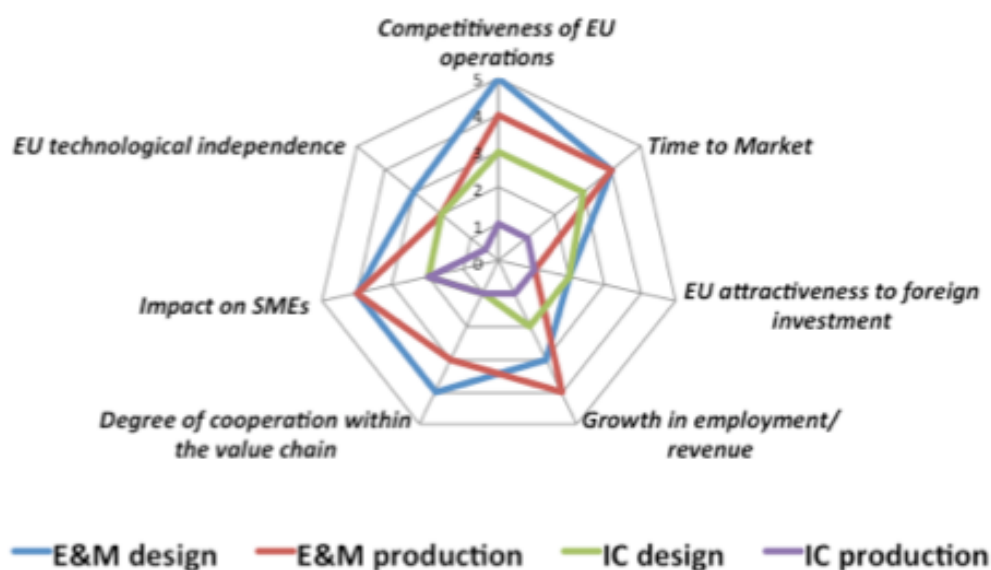 Competitiveness of EU
operations
5
EU technological independence
4
Time to Market
3
2
1
0
Impact on SMEs
EU attractiveness to foreign
investment
Degree of cooperation within
the value chain
Growth in employment/
revenue
E&M design
E&M production
IC design
IC production